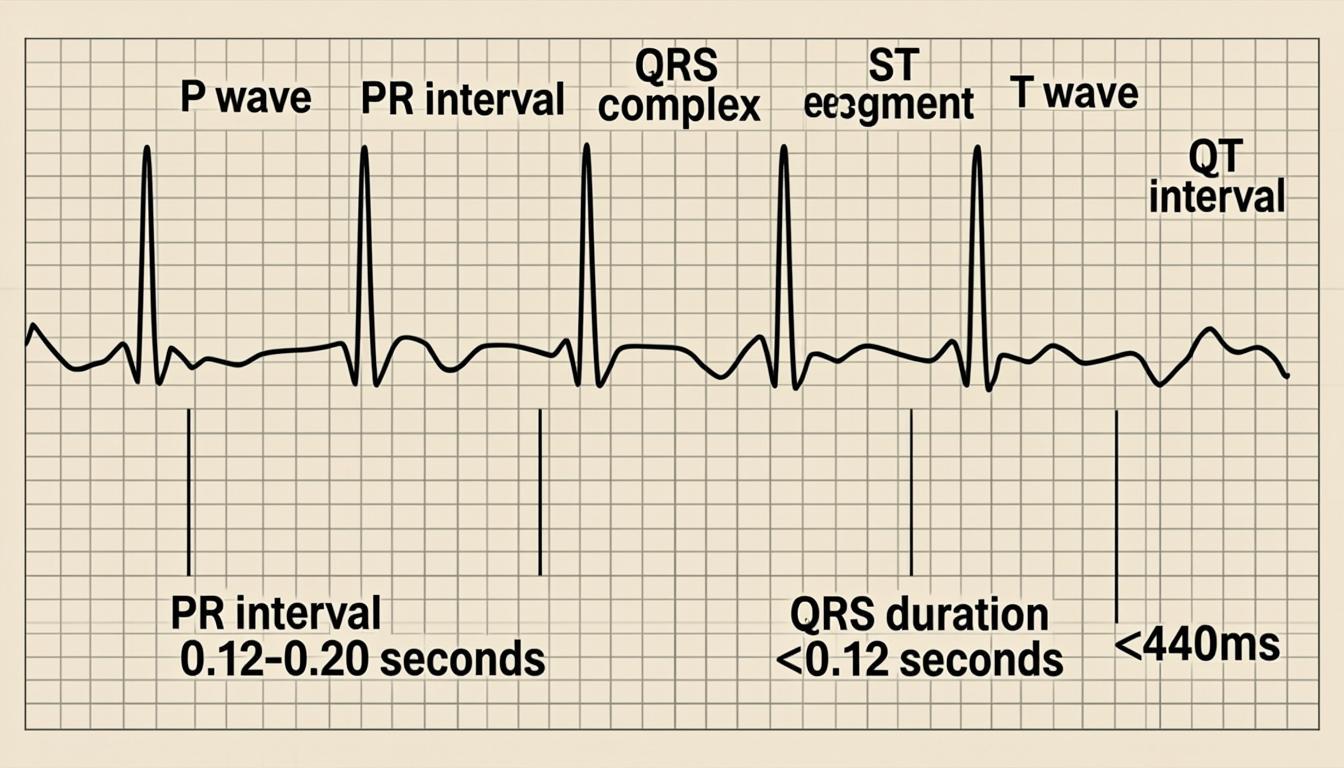 P wave
PR interval
QRS
complex
ST
T wave
QT
interval
PR interval
0.12-0.20 seconds
QRS duration
<0.12 seconds
<440ms